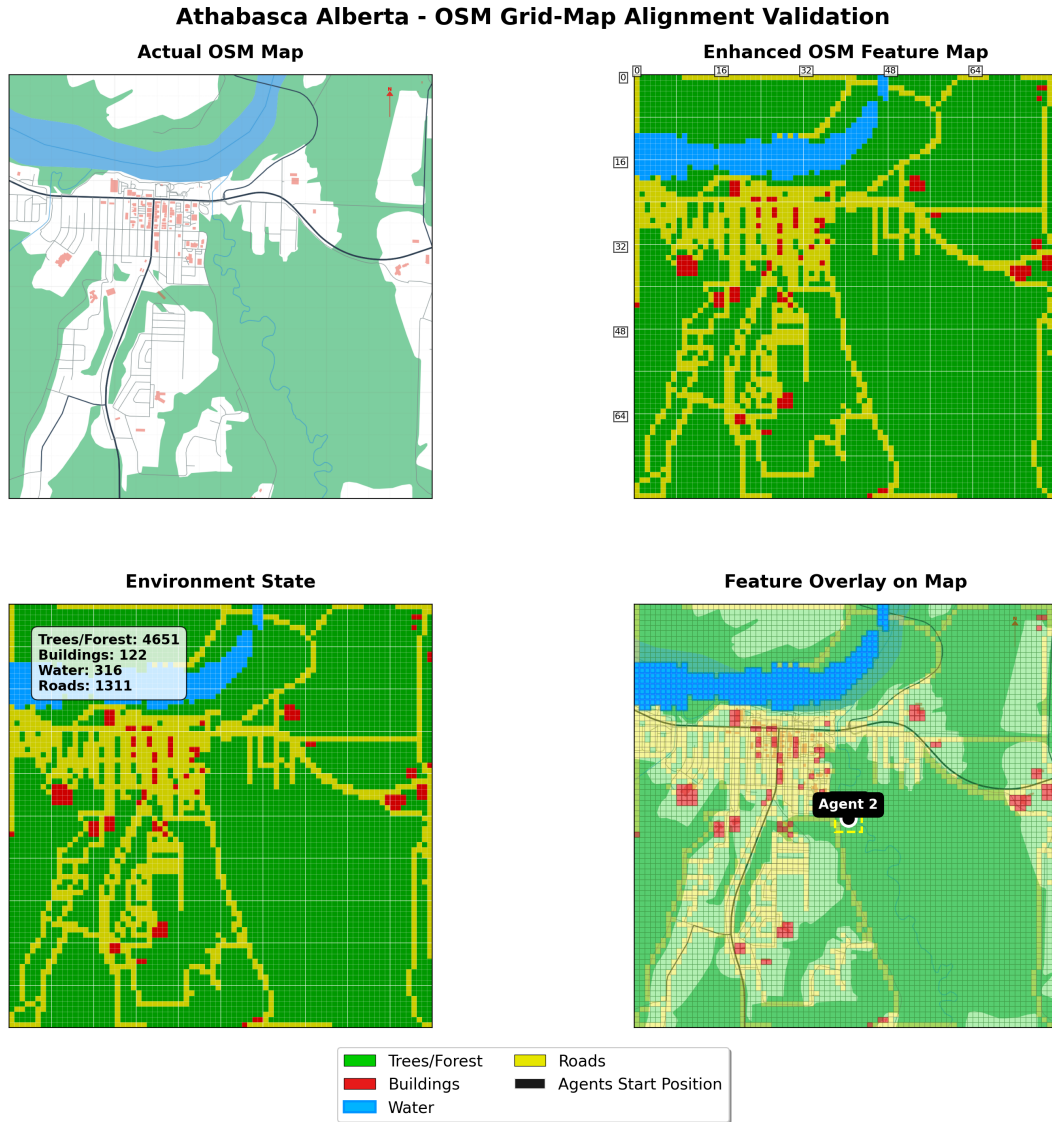 Athabasca Alberta - OSM Grid-Map Alignment Validation
Actual OSM Map
Enhanced OSM Feature Map
0 16 32 48 64
0
16
32
48
64
Environment State
Trees/Forest: 4651
Buildings: 122
Water: 316
Roads: 1311
Feature Overlay on Map
Agent 2
Trees/Forest
Buildings
Water
Roads
Agents Start Position